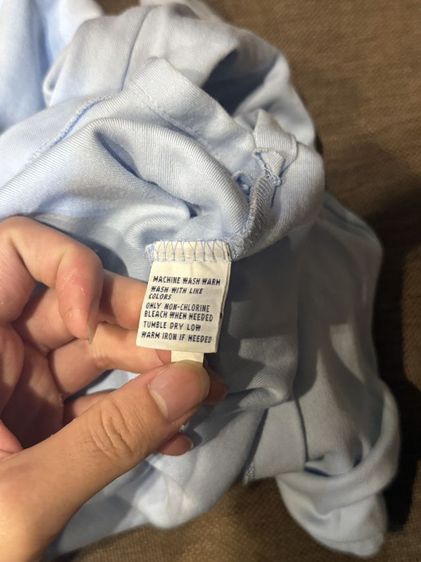 MACHINE WASH WARM
WASH WITH LIKE
COLORS
ONLY NON-CHLORINE
BLEACH WHEN NEEDED
TUMBLE DRY LOW
WARM IRON IF NEEDED